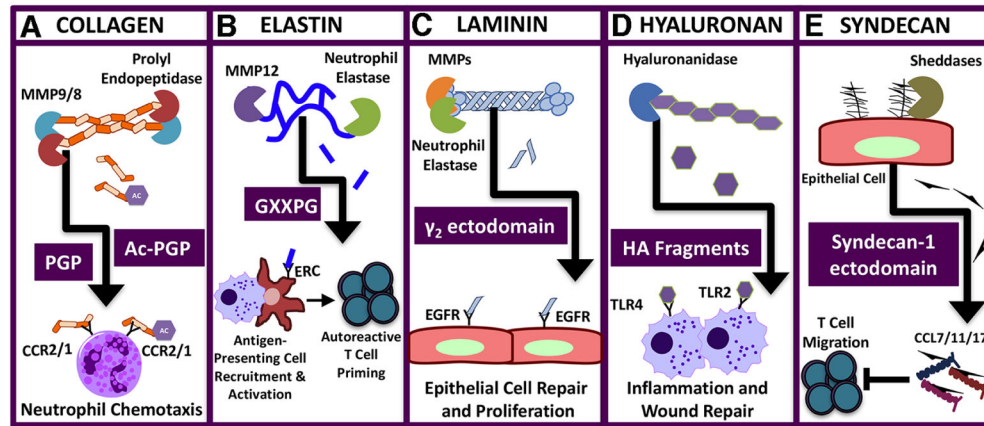 A COLLAGEN
Prolyl
Endopeptidase
MMP9/8
AC
PGP
Ac-PGP
CCR2/1
AC
CCR2/1
Neutrophil Chemotaxis
B ELASTIN
MMP12
Neutrophil
Elastase
GXXPG
ERC
Antigen-
Presenting Cell
Recruitment &
Activation
Autoreactive
T Cell
Priming
C LAMININ
MMPs
Neutrophil
Elastase
γ2 ectodomain
EGFR
EGFR
Epithelial Cell Repair
and Proliferation
D HYALURONAN
Hyaluronanidase
HA Fragments
TLR4
TLR2
Inflammation and
Wound Repair
E SYNDECAN
Sheddases
Epithelial Cell
Syndecan-1
ectodomain
T Cell
Migration
CCL7/11/17